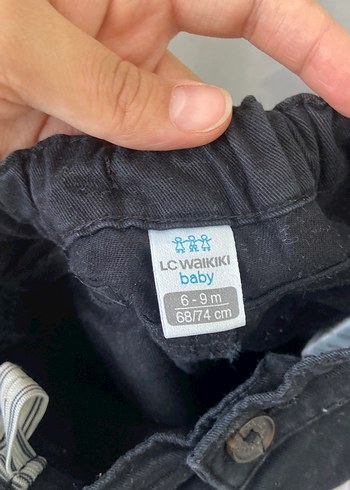 LC WAIKIKI
baby
6 - 9 m
68/74 cm